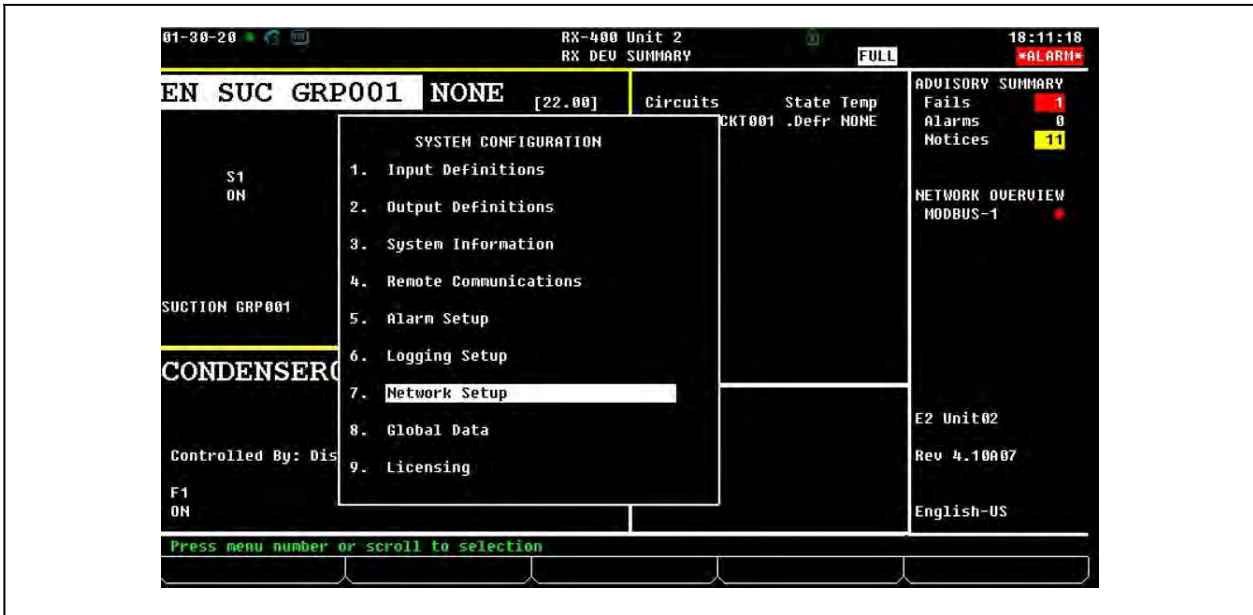 01-30-20
RX-400 Unit 2
18:11:18
RX DEV SUMMARY
FULL
*ALARM*
EN SUC GRP001 NONE [22.00]
S1
ON
SUCTION GRP001
CONDENSER
Controlled By: Dis
F1
ON
Circuits State Temp
CKT001 .Defr NONE
SYSTEM CONFIGURATION
1. Input Definitions
2. Output Definitions
3. System Information
4. Remote Communications
5. Alarm Setup
6. Logging Setup
7. Network Setup
8. Global Data
9. Licensing
ADVISORY SUMMARY
Fails 1
Alarms 0
Notices 11
NETWORK OVERVIEW
MODBUS-1
E2 Unit02
Rev 4.10A07
English-US
Press menu number or scroll to selection